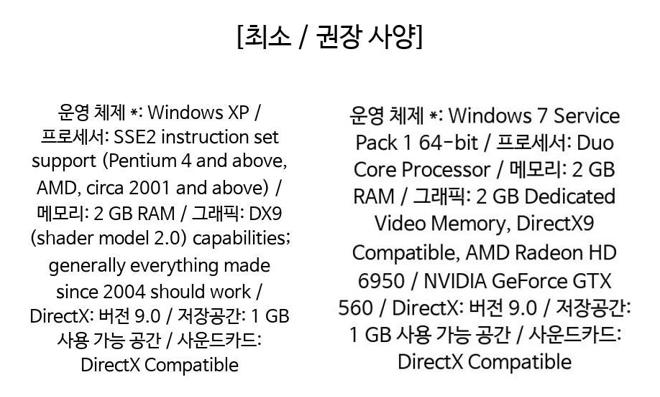 [최소 / 권장 사양]
운영 체제 *: Windows XP /
프로세서: SSE2 instruction set
support (Pentium 4 and above,
AMD, circa 2001 and above) /
메모리: 2 GB RAM / 그래픽: DX9
(shader model 2.0) capabilities;
generally everything made
since 2004 should work /
DirectX: 버전 9.0 / 저장공간: 1 GB
사용 가능 공간 / 사운드카드:
DirectX Compatible
운영 체제 *: Windows 7 Service
Pack 1 64-bit / 프로세서: Duo
Core Processor / 메모리: 2 GB
RAM / 그래픽: 2 GB Dedicated
Video Memory, DirectX9
Compatible, AMD Radeon HD
6950 / NVIDIA GeForce GTX
560 / DirectX: 버전 9.0 / 저장공간:
1 GB 사용 가능 공간 / 사운드카드:
DirectX Compatible